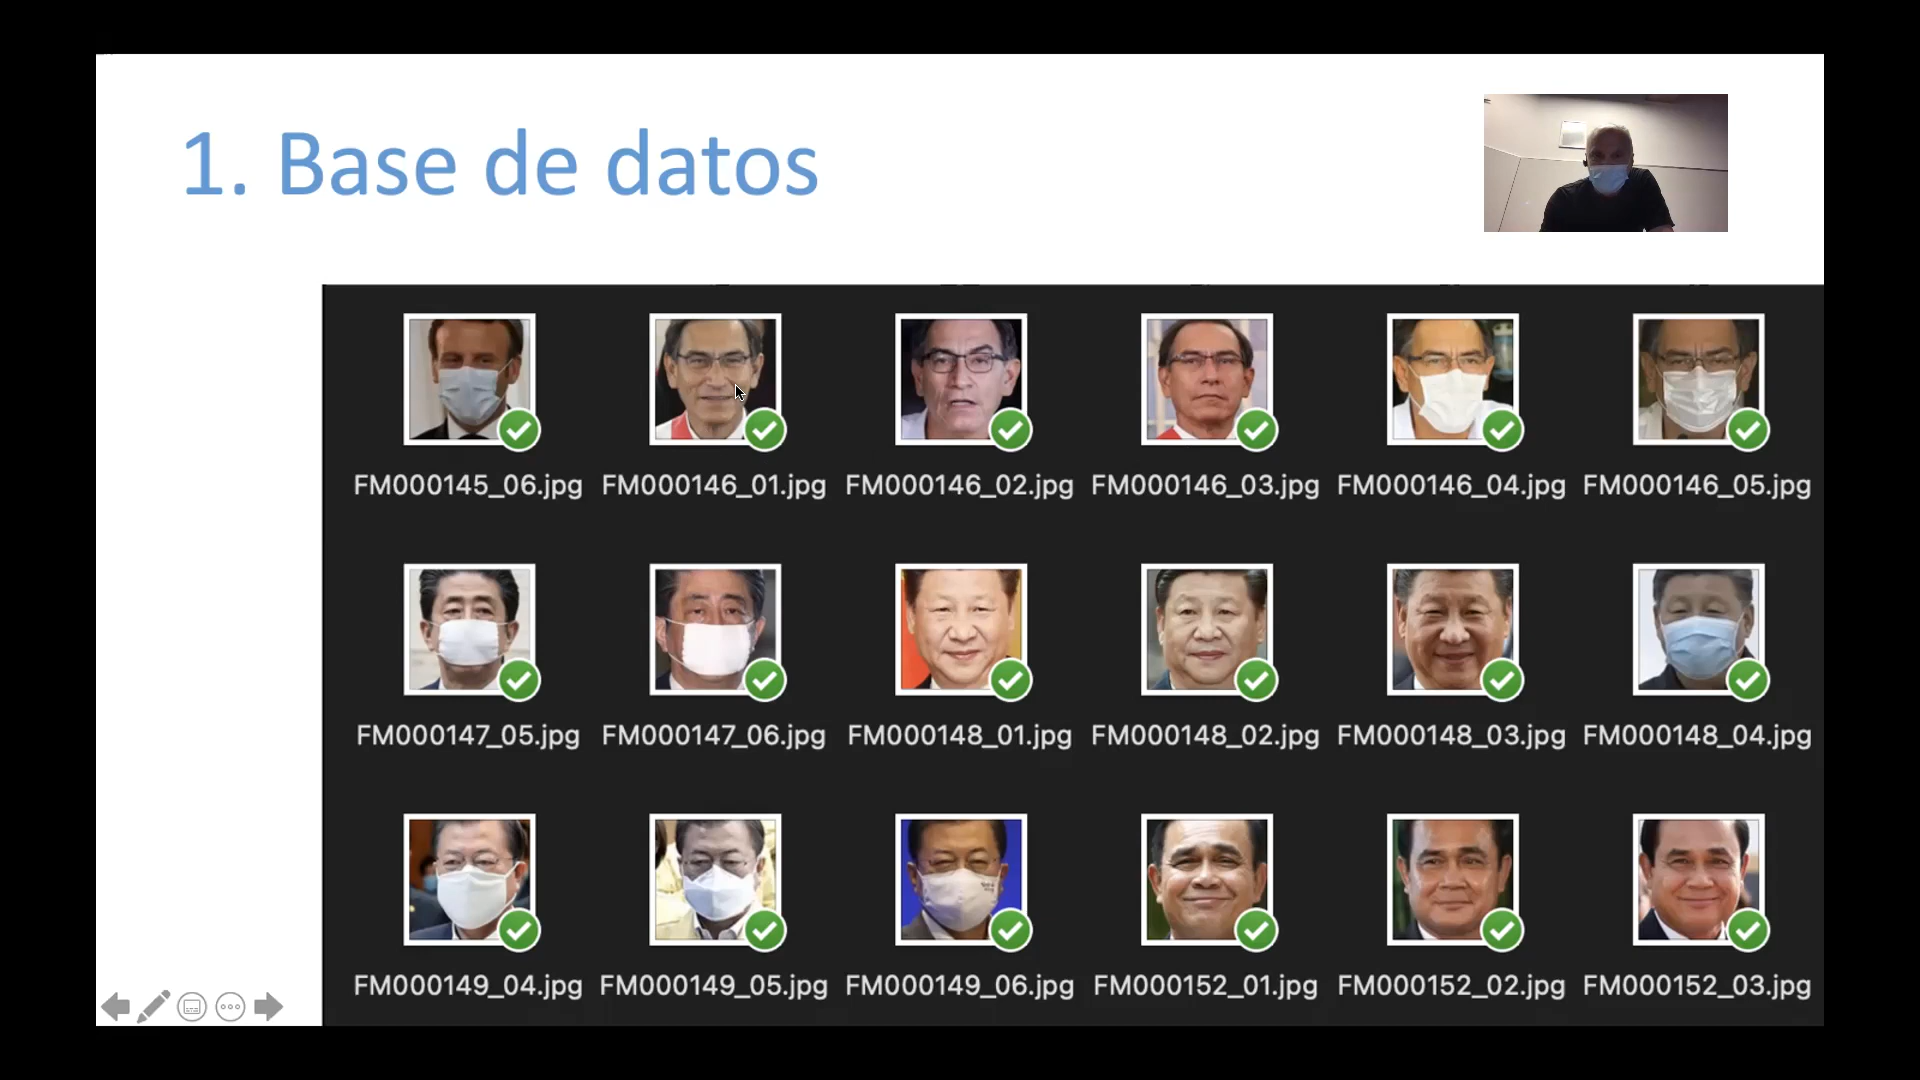 1. Base de datos
FM000145_06.jpg FM000146_01.jpg FM000146_02.jpg FM000146_03.jpg FM000146_04.jpg FM000146_05.jpg
FM000147_05.jpg FM000147_06.jpg FM000148_01.jpg FM000148_02.jpg FM000148_03.jpg FM000148_04.jpg
FM000149_04.jpg FM000149_05.jpg FM000149_06.jpg FM000152_01.jpg FM000152_02.jpg FM000152_03.jpg